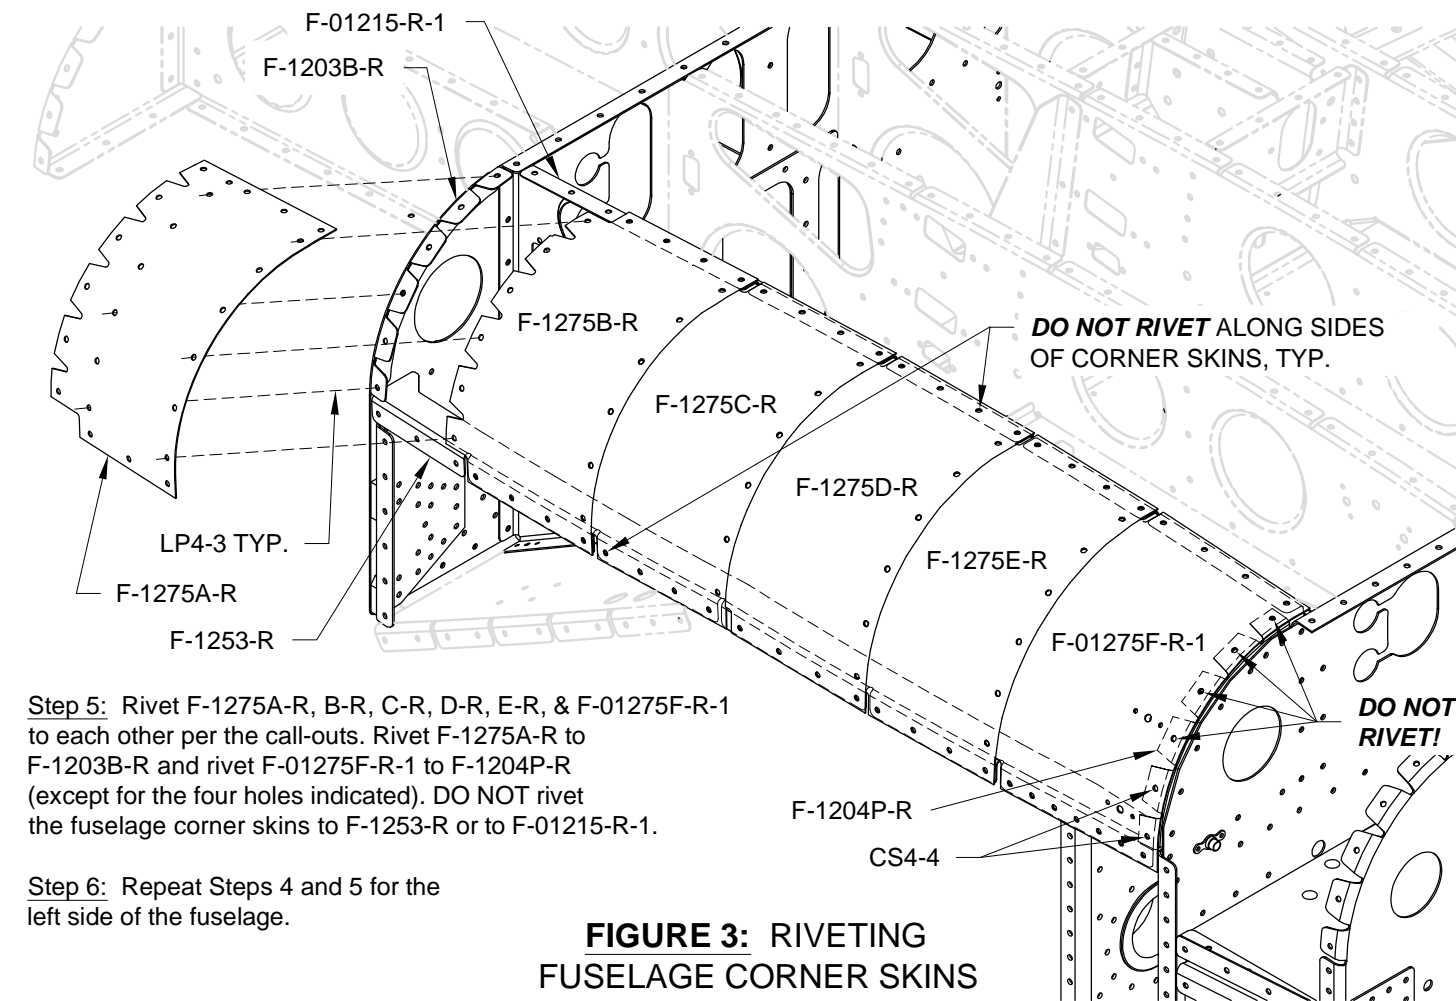 F-01215-R-1
F-1203B-R
F-1275B-R
DO NOT RIVET ALONG SIDES
OF CORNER SKINS, TYP.
F-1275C-R
F-1275D-R
LP4-3 TYP.
F-1275E-R
F-1275A-R
F-1253-R
F-01275F-R-1
Step 5: Rivet F-1275A-R, B-R, C-R, D-R, E-R, & F-01275F-R-1
to each other per the call-outs. Rivet F-1275A-R to
F-1203B-R and rivet F-01275F-R-1 to F-1204P-R
(except for the four holes indicated). DO NOT rivet
the fuselage corner skins to F-1253-R or to F-01215-R-1.
DO NOT
RIVET!
F-1204P-R
CS4-4
Step 6: Repeat Steps 4 and 5 for the
left side of the fuselage.
FIGURE 3: RIVETING
FUSELAGE CORNER SKINS